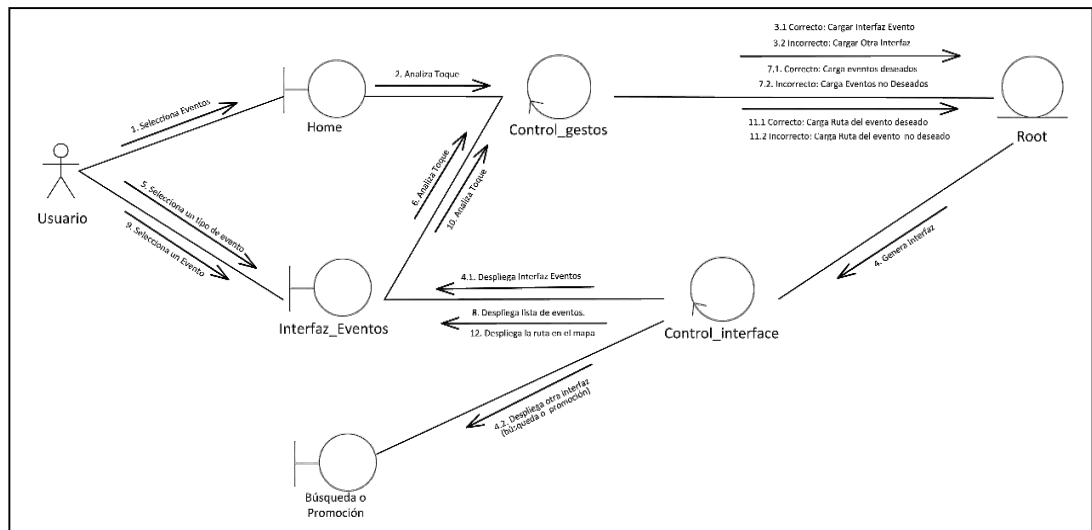 3.1 Correcto: Cargar Interfaz Evento
3.2 Incorrecto: Cargar Otra Interfaz
2. Analiza Toque
7.1. Correcto: Carga eventos deseados
7.2. Incorrecto: Carga Eventos no Deseados
1. Selecciona Eventos
Home
Control_gestos
11.1 Correcto: Carga Ruta del evento deseado
11.2 Incorrecto: Carga Ruta del evento no deseado
Root
6. Analiza Toque
10. Analiza Toque
Usuario
5. Selecciona un tipo de evento
9. Selecciona un Evento
4. Genera Interfaz
4.1. Despliega Interfaz Eventos
8. Despliega lista de eventos.
12. Despliega la ruta en el mapa
Interfaz_Eventos
Control_interface
4.2. Despliega otra interfaz
(búsqueda o promoción)
Búsqueda o
Promoción